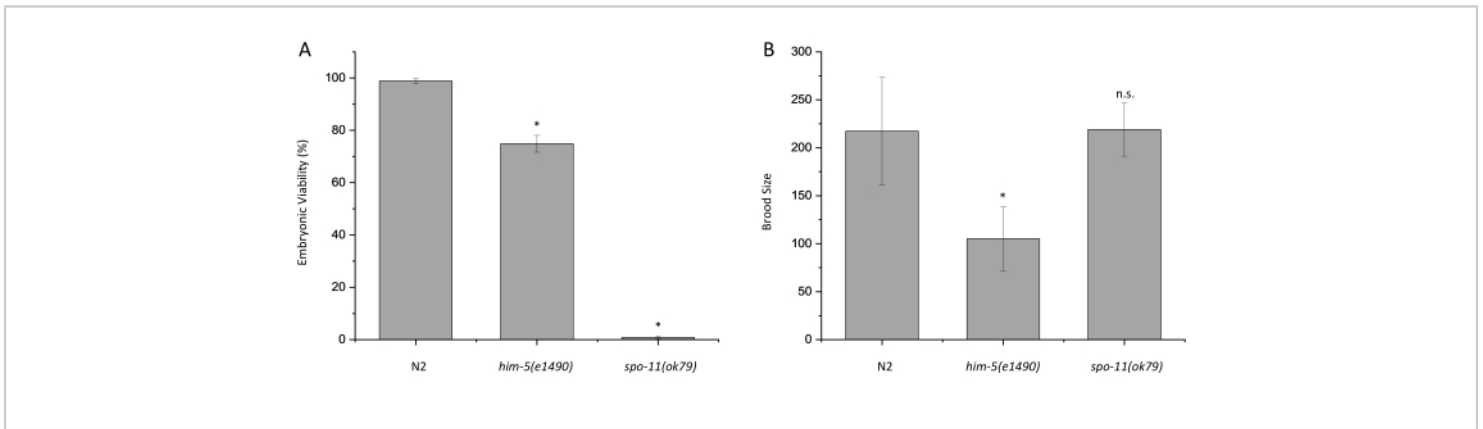 A
Embryonic Viability (%)
100
80
60
40
20
0
*
*
N2
him-5(e1490)
spo-11(ok79)
B
Brood Size
300
250
200
150
100
50
0
*
n.s.
N2
him-5(e1490)
spo-11(ok79)